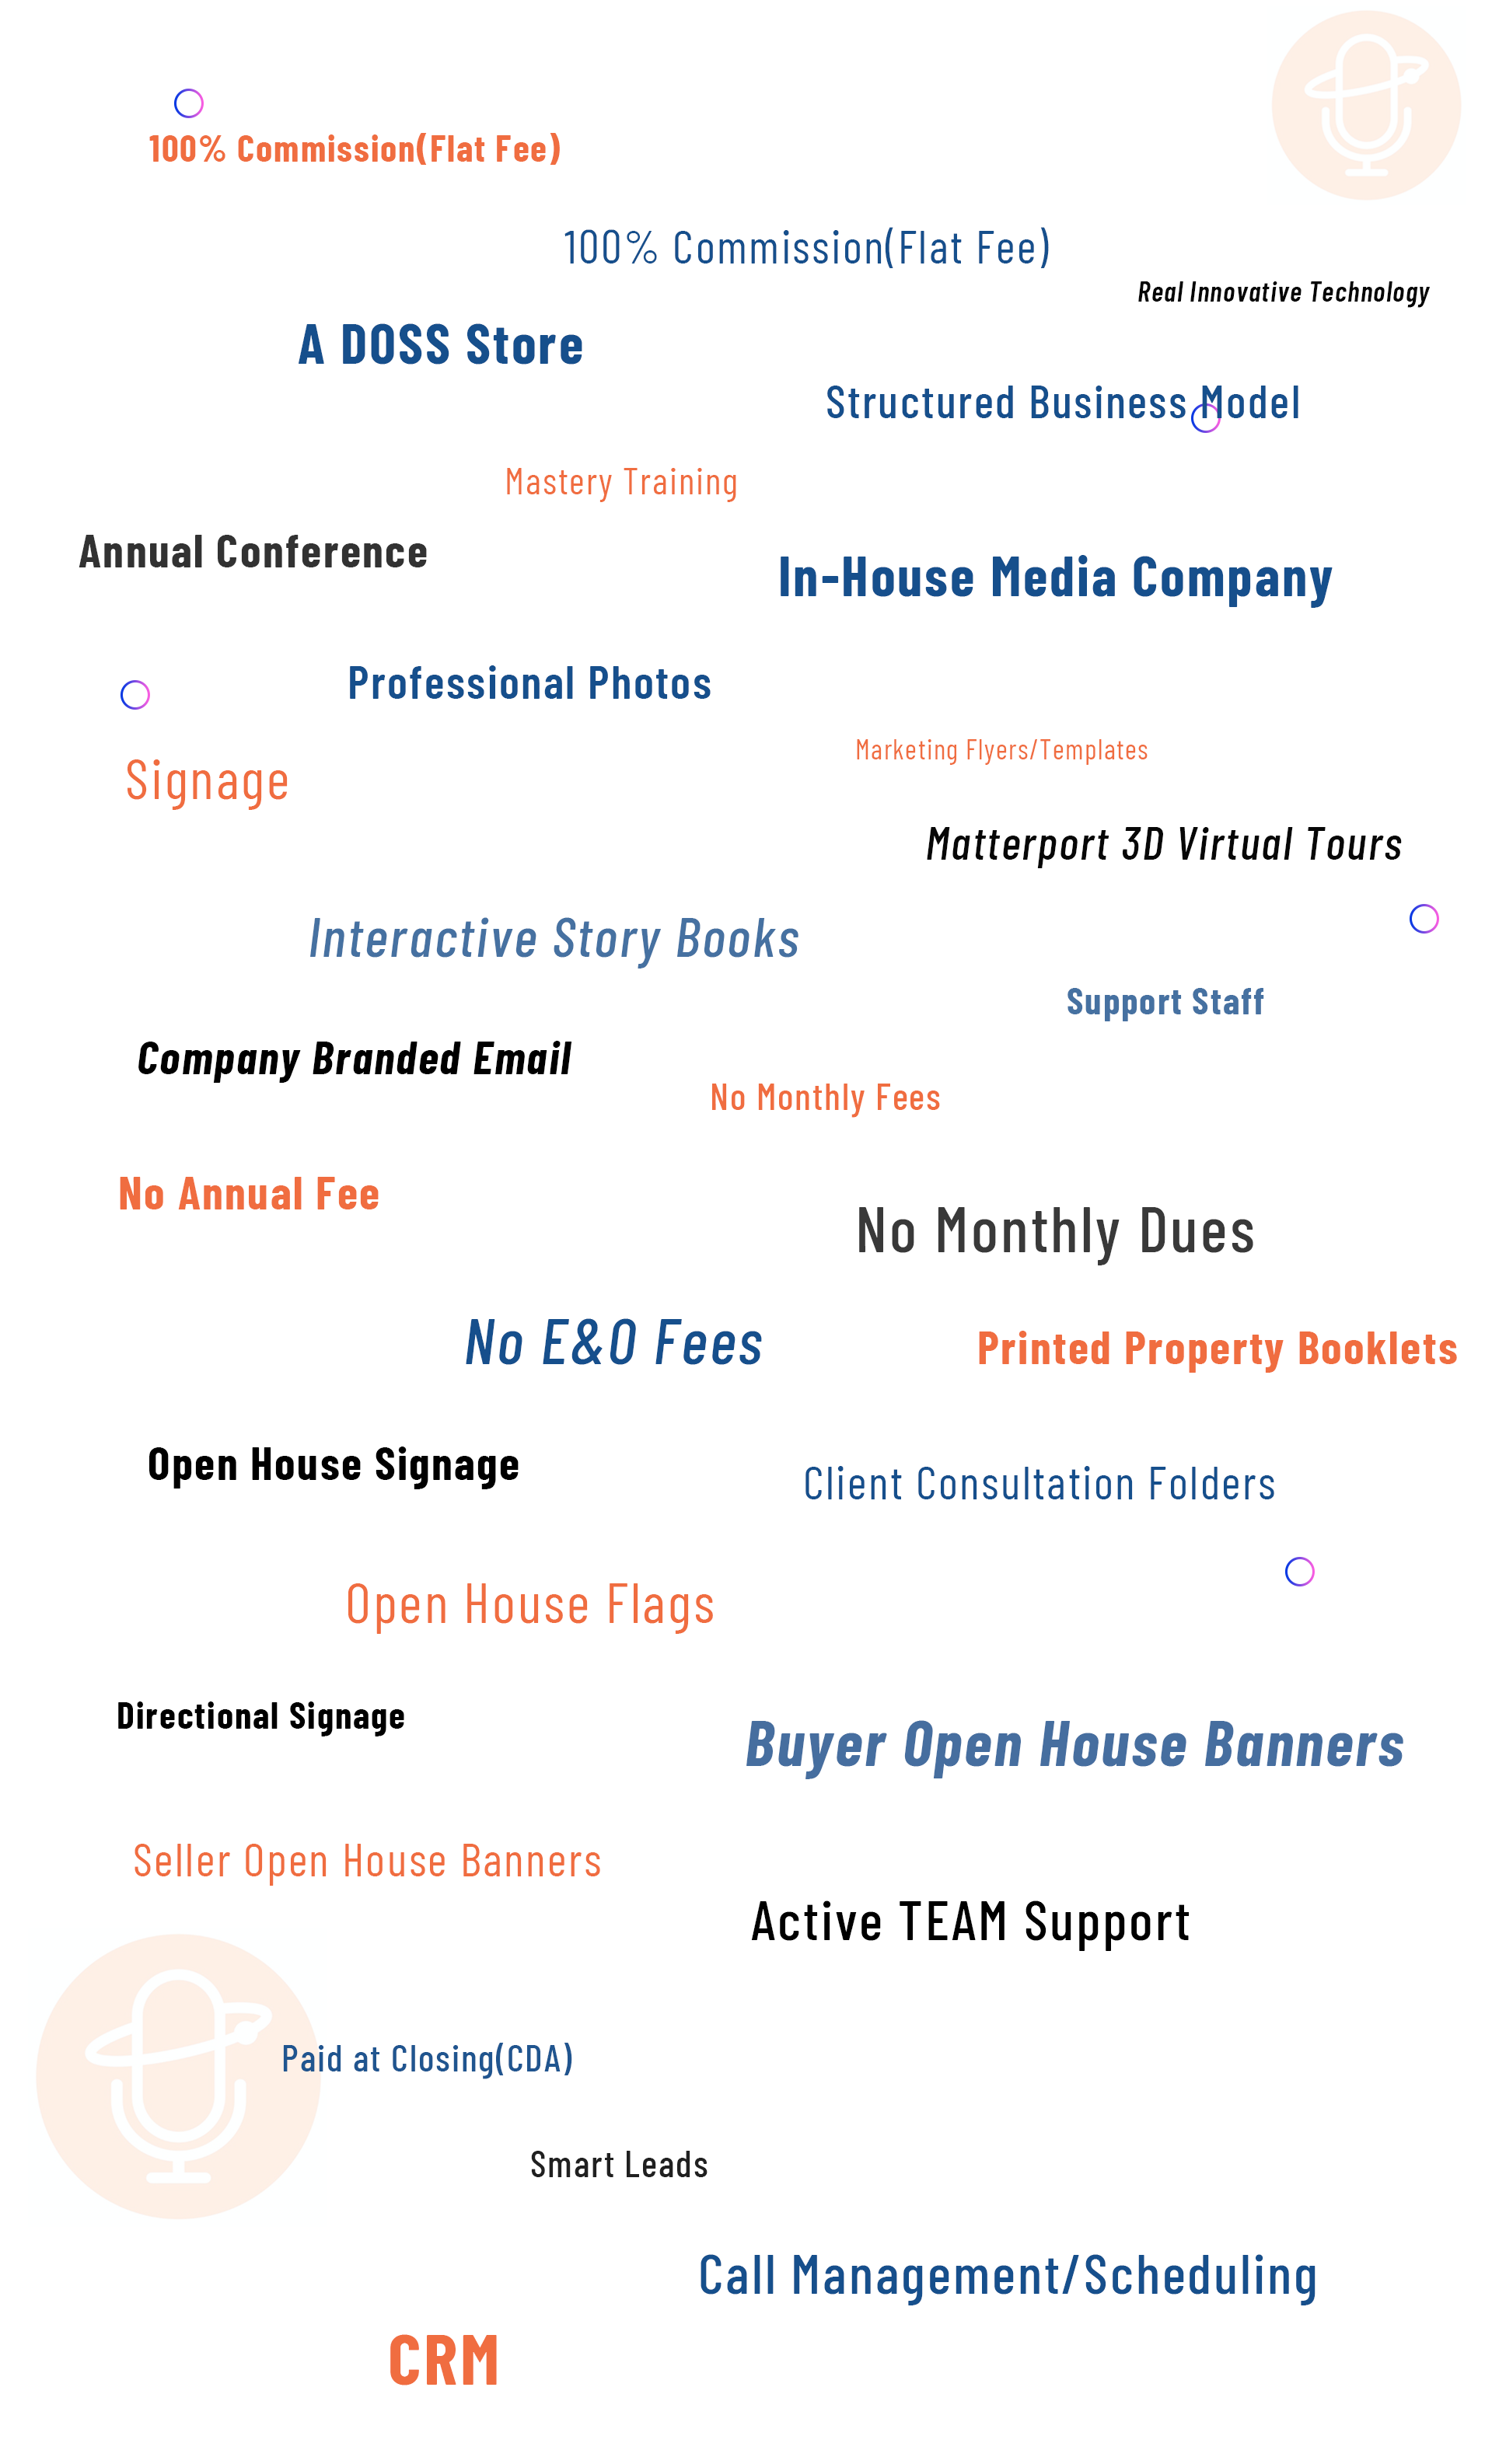 100% Commission(Flat Fee)
100% Commission(Flat Fee)
Real Innovative Technology
A DOSS Store
Structured Business Model
Mastery Training
Annual Conference
In-House Media Company
Professional Photos
Marketing Flyers/Templates
Signage
Matterport 3D Virtual Tours
Interactive Story Books
Support Staff
Company Branded Email
No Monthly Fees
No Annual Fee
No Monthly Dues
No E&O Fees
Printed Property Booklets
Open House Signage
Client Consultation Folders
Open House Flags
Directional Signage
Buyer Open House Banners
Seller Open House Banners
Active TEAM Support
Paid at Closing(CDA)
Smart Leads
Call Management/Scheduling
CRM